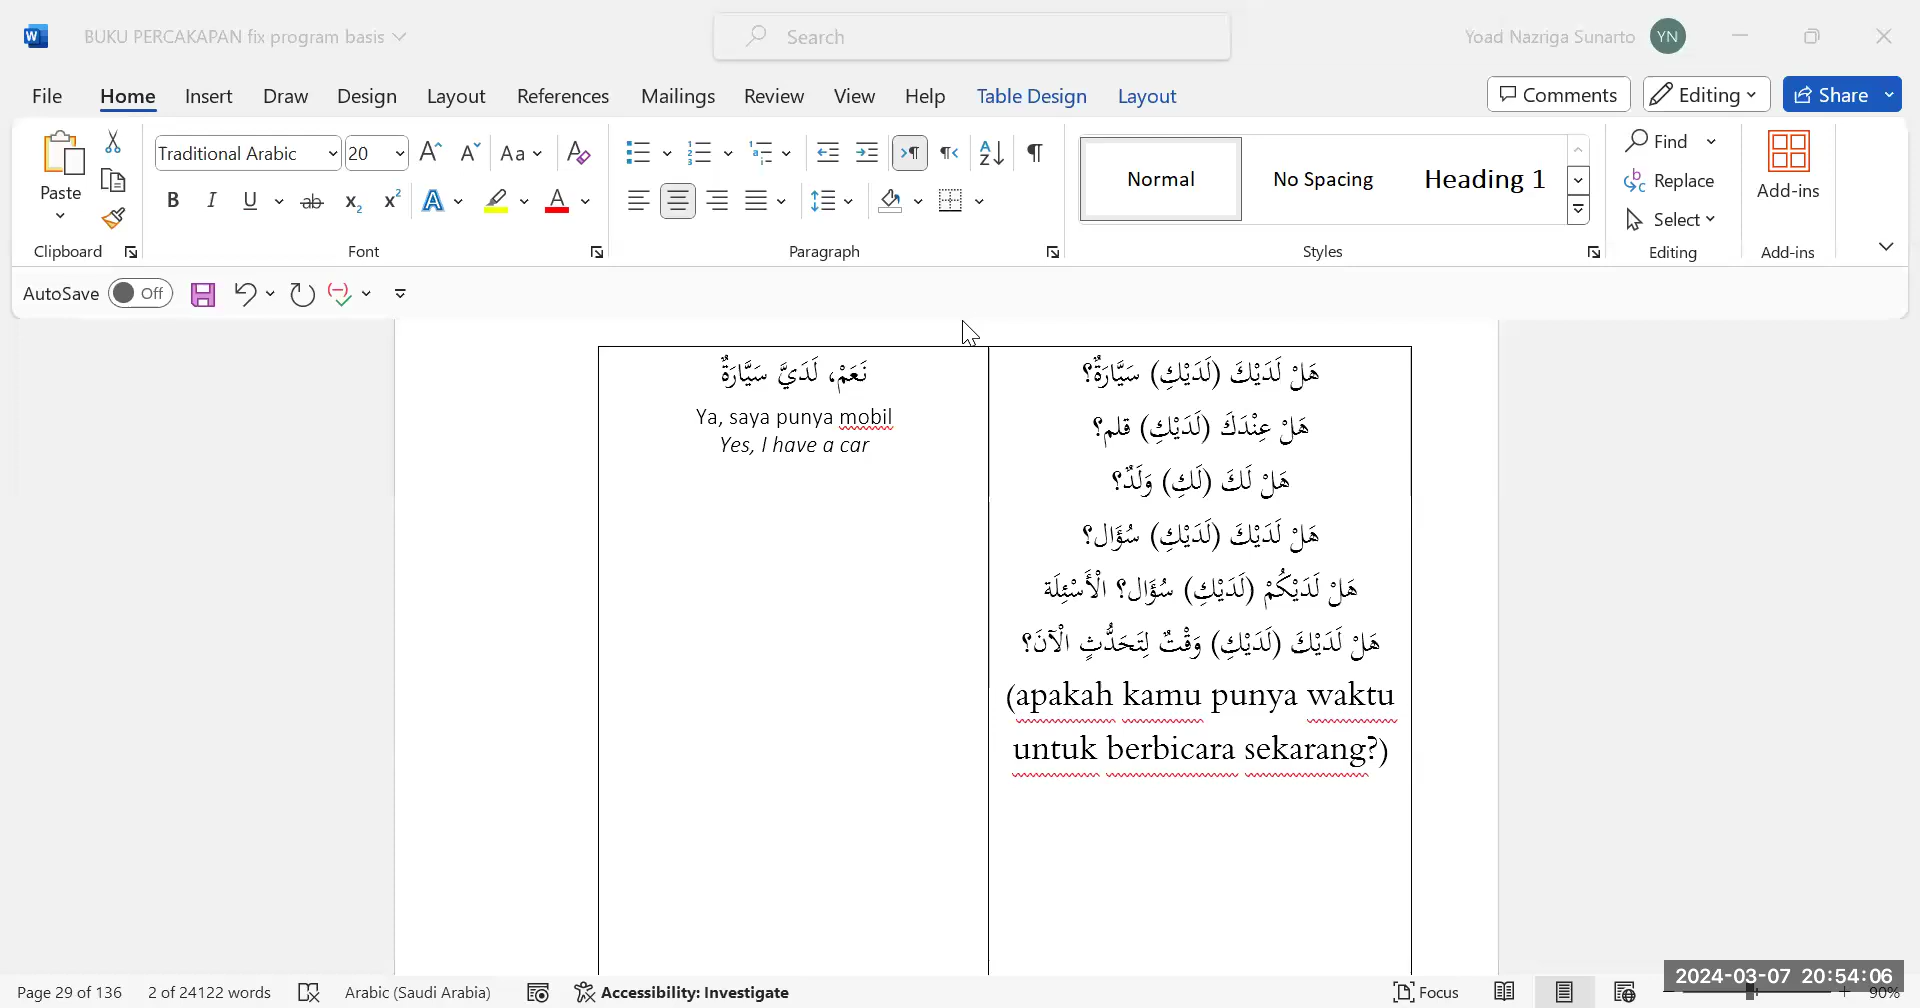 BUKU PERCAKAPAN fix program basis
Search
Yoad Nazriga Sunarto
YN
File Home Insert Draw Design Layout References Mailings Review View Help Table Design Layout
Comments Editing Share
Paste
Traditional Arabic 20
Normal
No Spacing
Heading 1
Find
Replace
Select
Add-ins
Clipboard Font Paragraph Styles Editing Add-ins
AutoSave Off
هَلْ لَدَيْكَ (لَدَيْكِ) سَيَّارَةٌ؟
هَلْ عِنْدَكَ (لَدَيْكِ) قلم؟
هَلْ لَكَ (لَكِ) وَلَدٌ؟
هَلْ لَدَيْكَ (لَدَيْكِ) سُؤَال؟
هَلْ لَدَيْكُمْ (لَدَيْكِ) سُؤَال؟ الْأَسْئِلَة
هَلْ لَدَيْكَ (لَدَيْكِ) وَقْتٌ لِتَحَدُّثٍ الْآنَ؟
(apakah kamu punya waktu
untuk berbicara sekarang?)
نَعَمْ، لَدَيَّ سَيَّارَةٌ
Ya, saya punya mobil
Yes, I have a car
Page 29 of 136 2 of 24122 words Arabic (Saudi Arabia) Accessibility: Investigate Focus 90%
2024-03-07 20:54:06